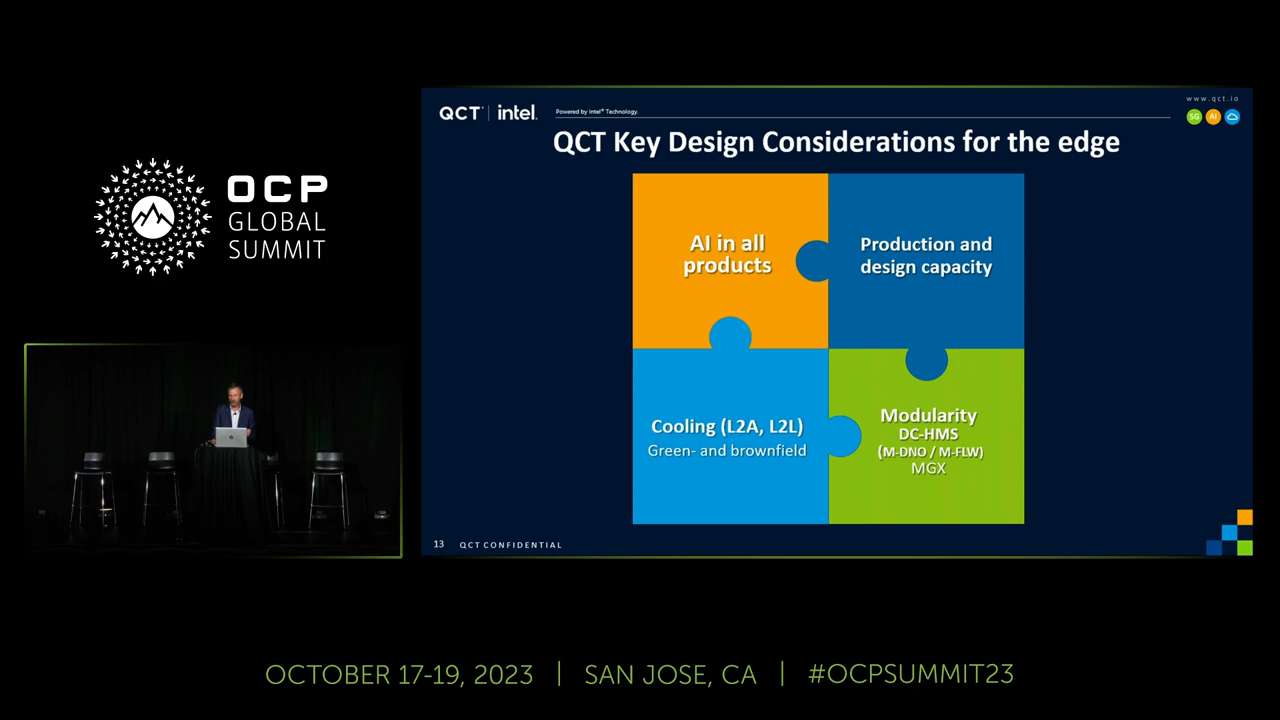 OCP
GLOBAL
SUMMIT
QCT | intel.
Powered by Intel® Technology.
www.qct.io
5G AI
QCT Key Design Considerations for the edge
AI in all
products
Production and
design capacity
Cooling (L2A, L2L)
Green- and brownfield
Modularity
DC-HMS
(M-DNO / M-FLW)
MGX
13 QCT CONFIDENTIAL
OCTOBER 17-19, 2023 | SAN JOSE, CA | #OCPSUMMIT23